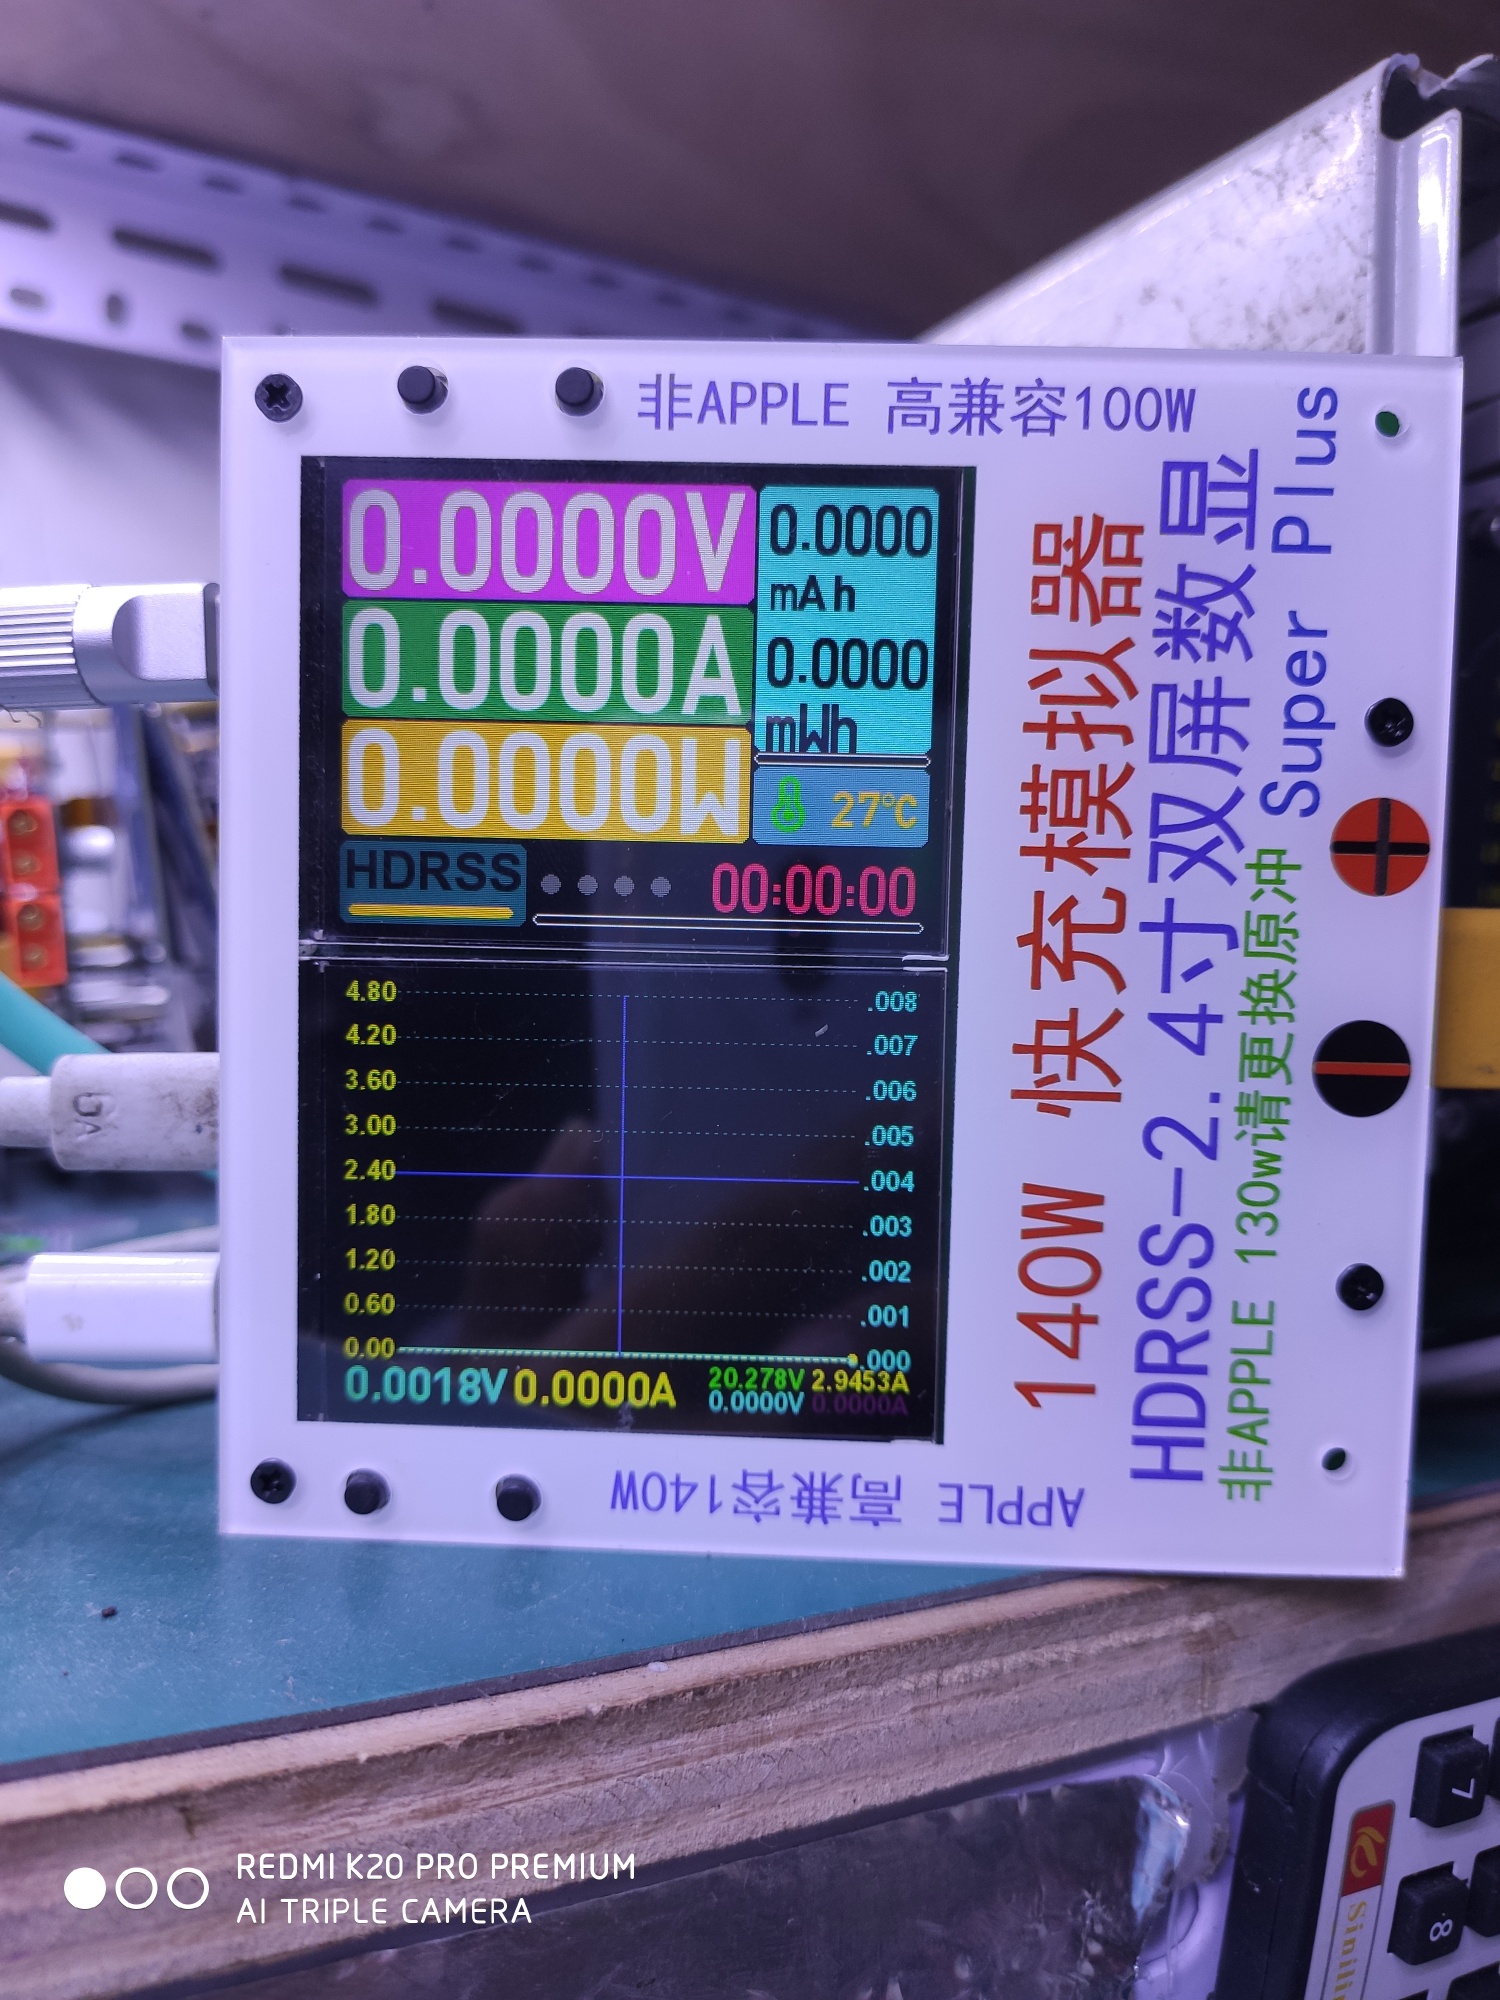 非APPLE 高兼容100W
0.0000V
0.0000A
0.0000W
0.0000
mAh
0.0000
mWh
27℃
HDRSS
00:00:00
4.80
4.20
3.60
3.00
2.40
1.80
1.20
0.60
0.00
.008
.007
.006
.005
.004
.003
.002
.001
.000
0.0018V 0.0000A
20.278V 2.9453A
0.0000V 0.0000A
140W 快充模拟器
HDRSS-2.4寸双屏数显
非APPLE 130w请更换原冲
Super Plus
APPLE 高兼容140W
6A
7
8
REDMI K20 PRO PREMIUM
AI TRIPLE CAMERA